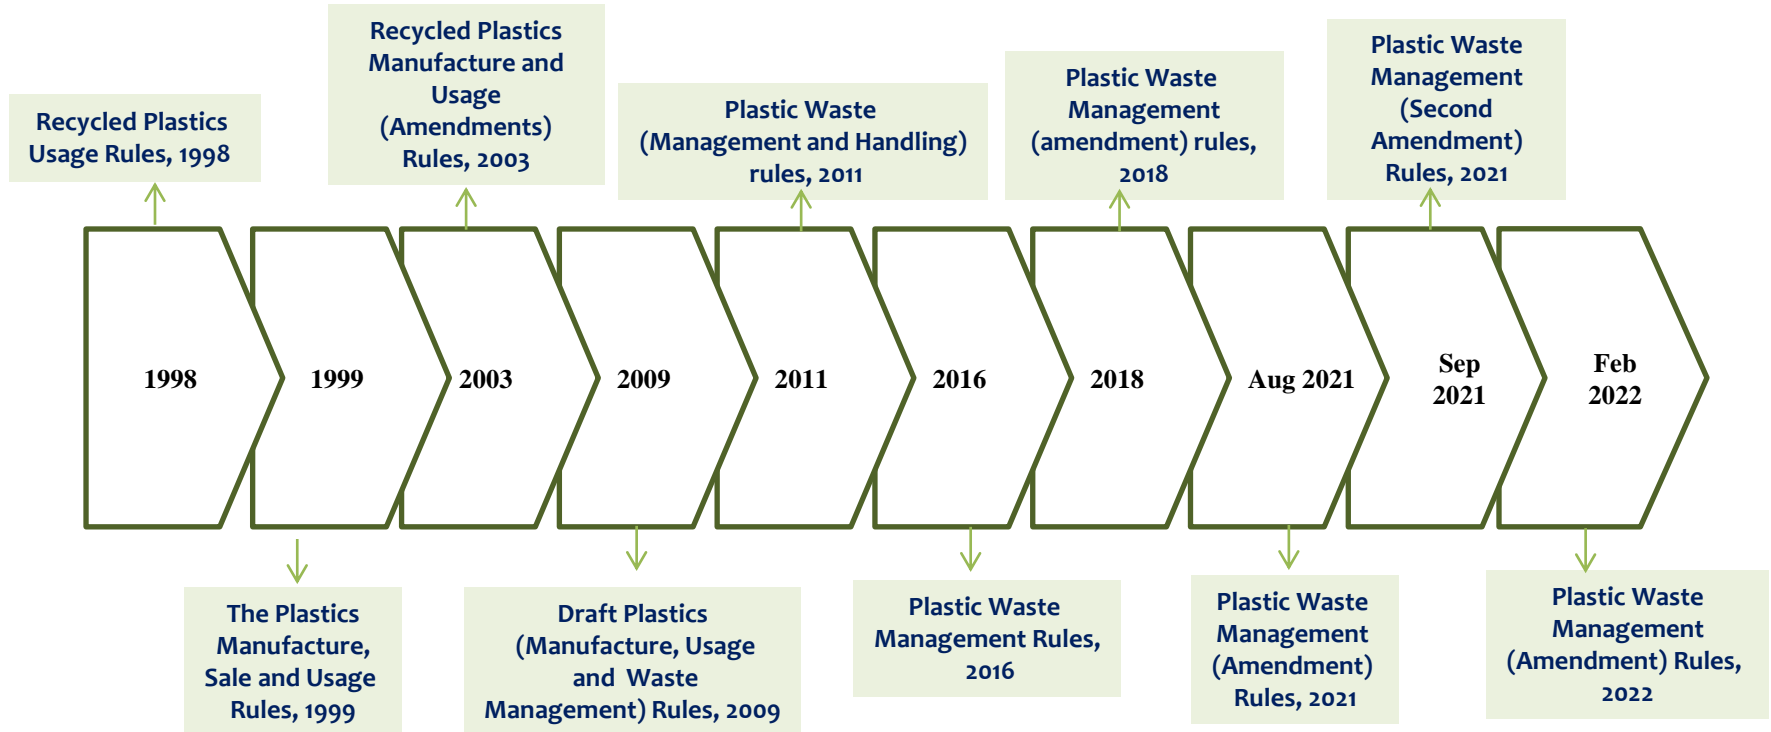 Recycled Plastics
Usage Rules, 1998
Recycled Plastics
Manufacture and
Usage
(Amendments)
Rules, 2003
Plastic Waste
(Management and Handling)
rules, 2011
Plastic Waste
Management
(amendment) rules,
2018
Plastic Waste
Management
(Second
Amendment)
Rules, 2021
1998
1999
2003
2009
2011
2016
2018
Aug 2021
Sep
2021
Feb
2022
The Plastics
Manufacture,
Sale and Usage
Rules, 1999
Draft Plastics
(Manufacture, Usage
and Waste
Management) Rules, 2009
Plastic Waste
Management Rules,
2016
Plastic Waste
Management
(Amendment)
Rules, 2021
Plastic Waste
Management
(Amendment) Rules,
2022